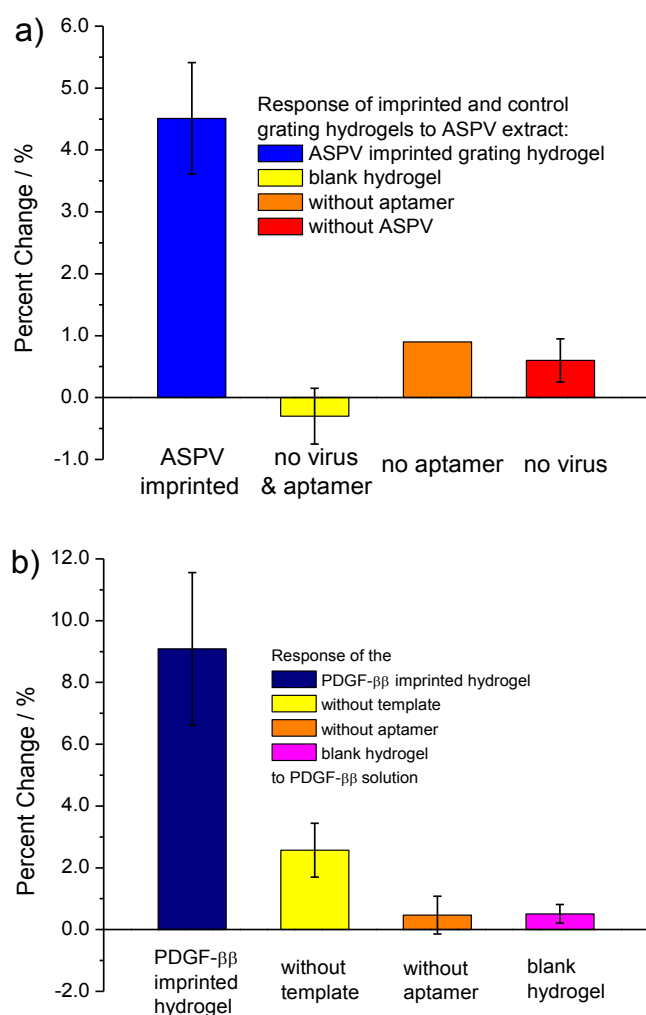 a)
6.0
5.0
4.0
3.0
2.0
1.0
0.0
-1.0
Percent Change / %
Response of imprinted and control
grating hydrogels to ASPV extract:
ASPV imprinted grating hydrogel
blank hydrogel
without aptamer
without ASPV
ASPV
imprinted
no virus
& aptamer
no aptamer
no virus
b)
12.0
10.0
8.0
6.0
4.0
2.0
0.0
-2.0
Percent Change / %
Response of the
PDGF-ββ imprinted hydrogel
without template
without aptamer
blank hydrogel
to PDGF-ββ solution
PDGF-ββ
imprinted
hydrogel
without
template
without
aptamer
blank
hydrogel